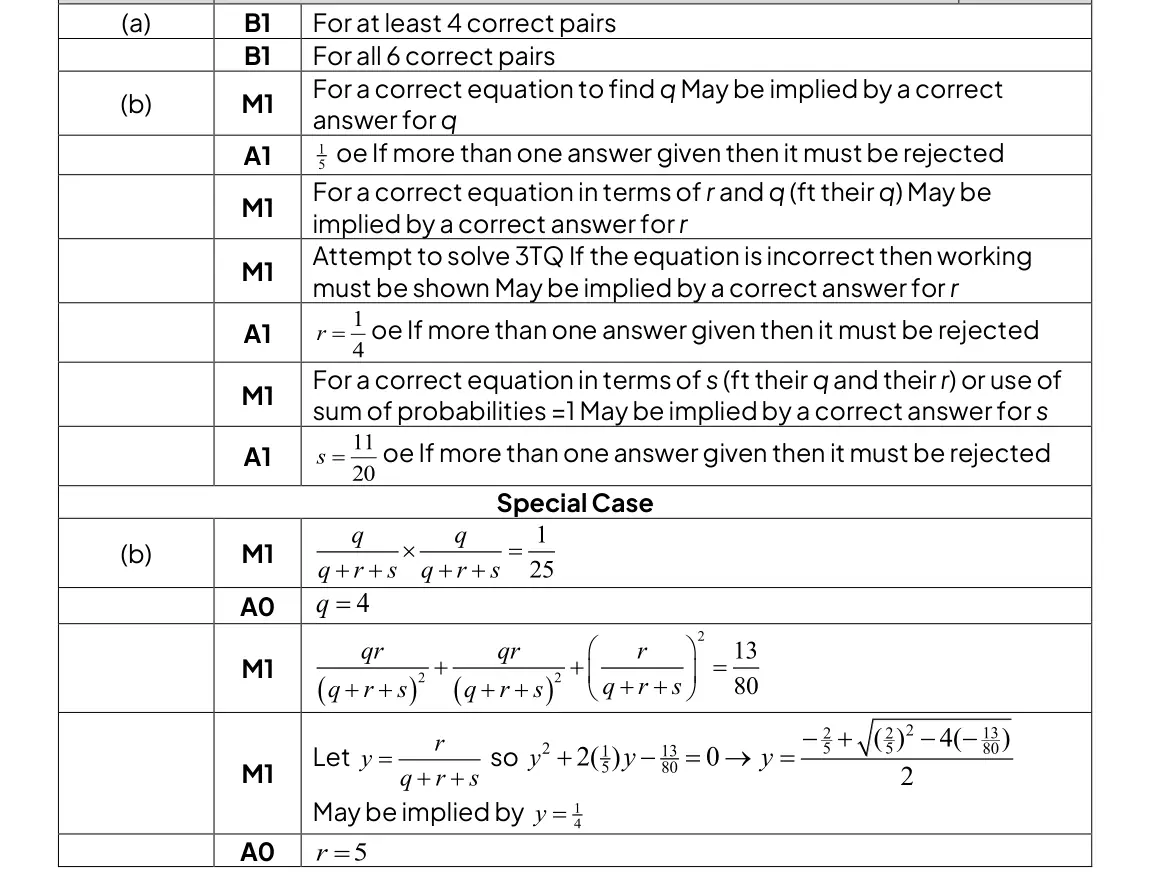 (a) B1 For at least 4 correct pairs
B1 For all 6 correct pairs
(b) M1 For a correct equation to find q May be implied by a correct
answer for q
A1 1/5 oe If more than one answer given then it must be rejected
M1 For a correct equation in terms of r and q (ft their q) May be
implied by a correct answer for r
M1 Attempt to solve 3TQ If the equation is incorrect then working
must be shown May be implied by a correct answer for r
A1 r = 1/4 oe If more than one answer given then it must be rejected
M1 For a correct equation in terms of s (ft their q and their r) or use of
sum of probabilities =1 May be implied by a correct answer for s
A1 s = 11/20 oe If more than one answer given then it must be rejected
Special Case
(b) M1 q/(q + r + s) × q/(q + r + s) = 1/25
A0 q = 4
M1 qr/(q + r + s)² + qr/(q + r + s)² + (r/(q + r + s))² = 13/80
M1 Let y = r/(q + r + s) so y² + 2(1/5)y − 13/80 = 0 → y = (−2/5 + √((2/5)² − 4(−13/80)))/2
May be implied by y = 1/4
A0 r = 5